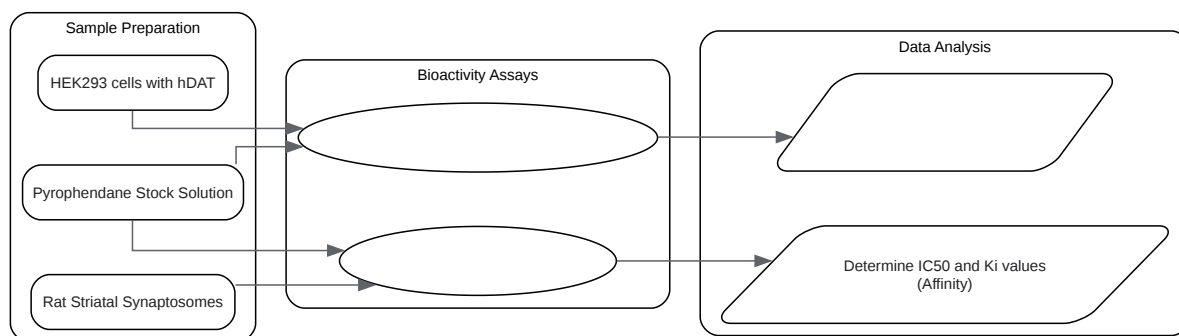 Sample Preparation
HEK293 cells with hDAT
Pyrophendane Stock Solution
Rat Striatal Synaptosomes
Bioactivity Assays
Data Analysis
Determine IC50 and Ki values
(Affinity)